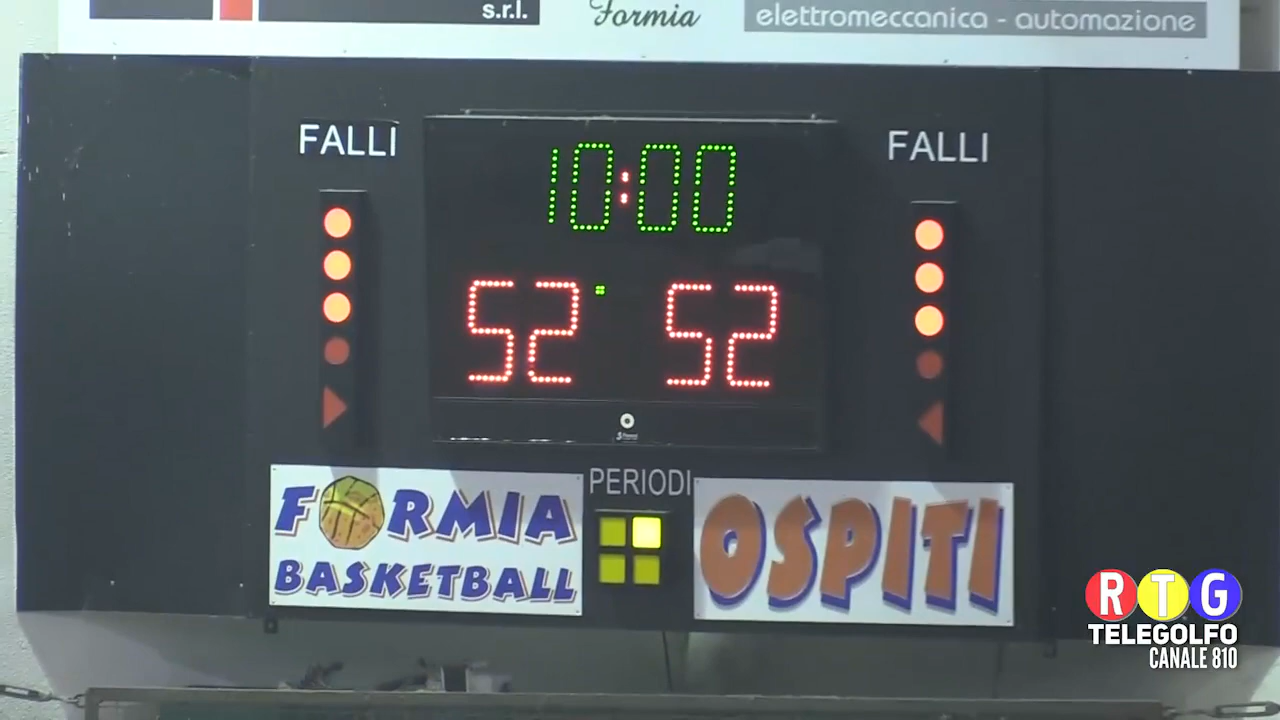 s.r.l.
Formia
elettromeccanica - automazione
FALLI
10:00
FALLI
52 52
PERIODI
FORMIA
BASKETBALL
OSPITI
RTG
TELEGOLFO
CANALE 810